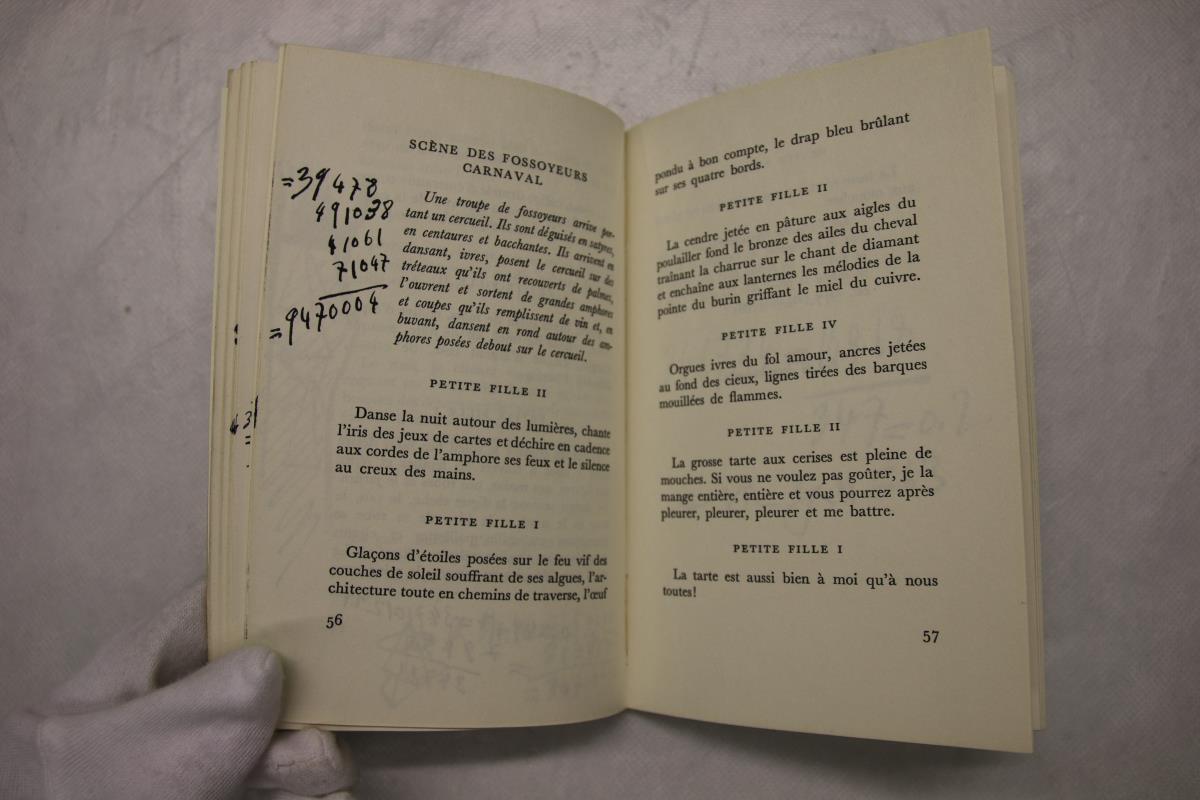 SCÈNE DES FOSSOYEURS
CARNAVAL
=39478
491038
41061
71047
=9470004
Une troupe de fossoyeurs arrive por-
tant un cercueil. Ils sont déguisés en satyres,
en centaures et bacchantes. Ils arrivent en
dansant, ivres, posent le cercueil sur des
tréteaux qu'ils ont recouverts de palmes,
l'ouvrent et sortent de grandes amphores
et coupes qu'ils remplissent de vin et, en
buvant, dansent en rond autour des am-
phores posées debout sur le cercueil.
PETITE FILLE II
Danse la nuit autour des lumières, chante
l'iris des jeux de cartes et déchire en cadence
aux cordes de l'amphore ses feux et le silence
au creux des mains.
PETITE FILLE I
Glaçons d'étoiles posées sur le feu vif des
couches de soleil souffrant de ses algues, l'ar-
chitecture toute en chemins de traverse, l'œuf
56
pondu à bon compte, le drap bleu brûlant
sur ses quatre bords.
PETITE FILLE II
La cendre jetée en pâture aux aigles du
poulailler fond le bronze des ailes du cheval
traînant la charrue sur le chant de diamant
et enchaîne aux lanternes les mélodies de la
pointe du burin griffant le miel du cuivre.
PETITE FILLE IV
Orgues ivres du fol amour, ancres jetées
au fond des cieux, lignes tirées des barques
mouillées de flammes.
PETITE FILLE II
La grosse tarte aux cerises est pleine de
mouches. Si vous ne voulez pas goûter, je la
mange entière, entière et vous pourrez après
pleurer, pleurer, pleurer et me battre.
PETITE FILLE I
La tarte est aussi bien à moi qu'à nous
toutes!
57